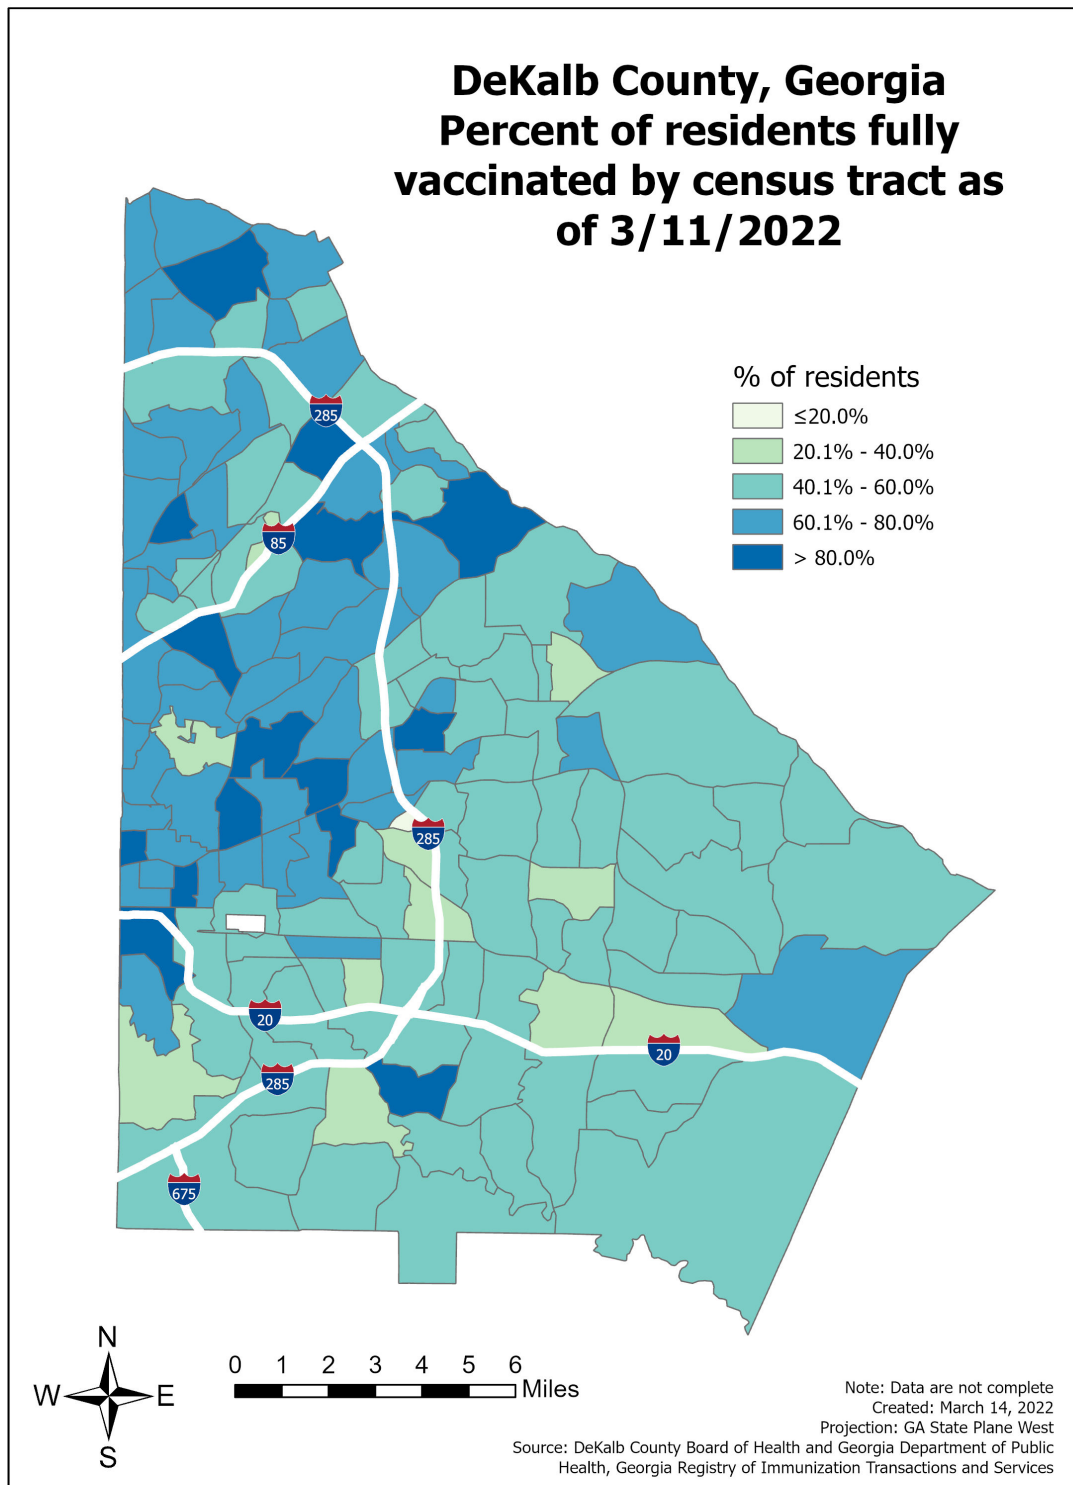 DeKalb County, Georgia
Percent of residents fully
vaccinated by census tract as
of 3/11/2022
% of residents
≤20.0%
20.1% - 40.0%
40.1% - 60.0%
60.1% - 80.0%
> 80.0%
285
85
285
20
20
285
675
N
W E
S
0 1 2 3 4 5 6
Miles
Note: Data are not complete
Created: March 14, 2022
Projection: GA State Plane West
Source: DeKalb County Board of Health and Georgia Department of Public
Health, Georgia Registry of Immunization Transactions and Services